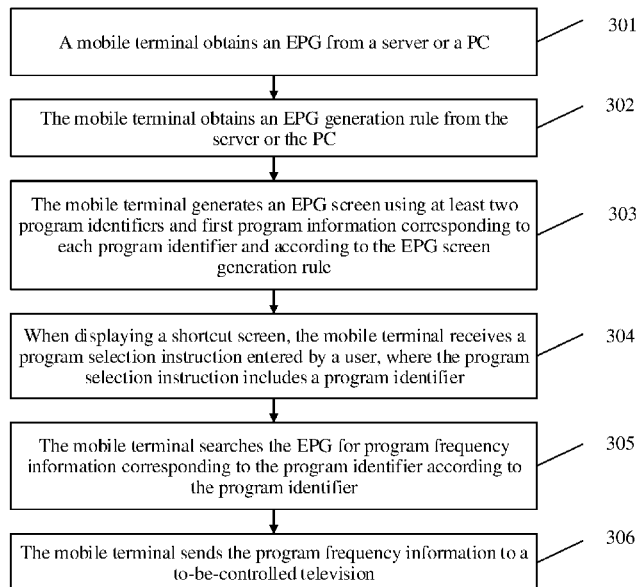 A mobile terminal obtains an EPG from a server or a PC
301
The mobile terminal obtains an EPG generation rule from the
server or the PC
302
The mobile terminal generates an EPG screen using at least two
program identifiers and first program information corresponding to
each program identifier and according to the EPG screen
generation rule
303
When displaying a shortcut screen, the mobile terminal receives a
program selection instruction entered by a user, where the program
selection instruction includes a program identifier
304
The mobile terminal searches the EPG for program frequency
information corresponding to the program identifier according to
the program identifier
305
The mobile terminal sends the program frequency information to a
to-be-controlled television
306